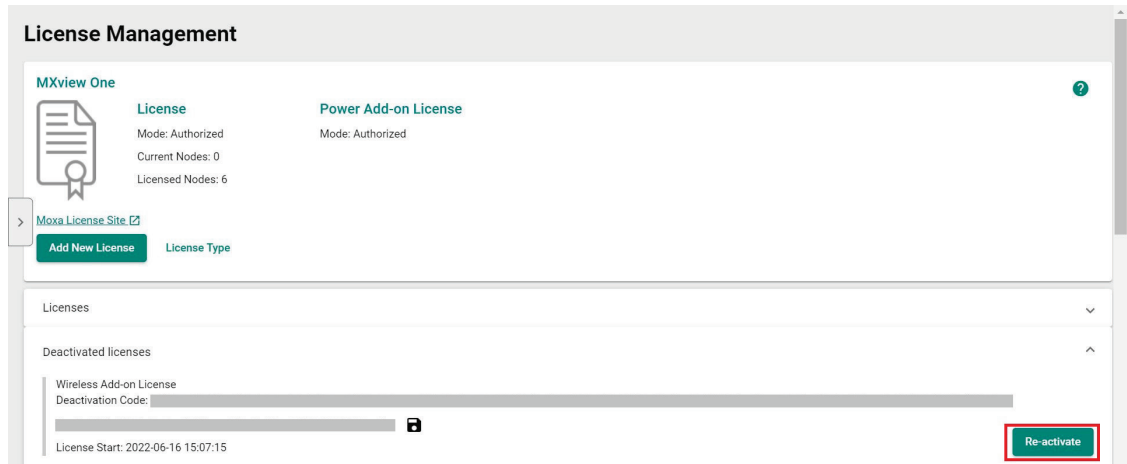 License Management
MXview One
License
Power Add-on License
Mode: Authorized
Mode: Authorized
Current Nodes: 0
Licensed Nodes: 6
Moxa License Site
Add New License
License Type
Licenses
Deactivated licenses
Wireless Add-on License
Deactivation Code:
License Start: 2022-06-16 15:07:15
Re-activate